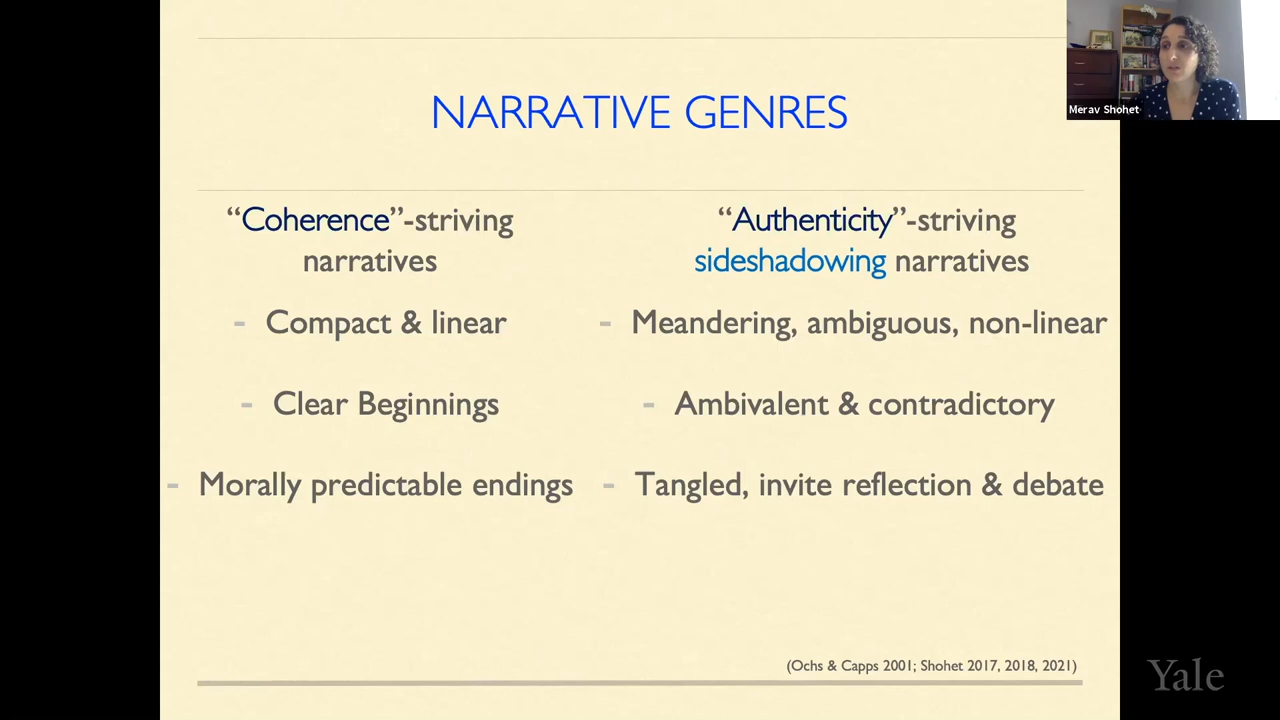 Merav Shohet
NARRATIVE GENRES
“Coherence”-striving
narratives
- Compact & linear
- Clear Beginnings
- Morally predictable endings
“Authenticity”-striving
sideshadowing narratives
- Meandering, ambiguous, non-linear
- Ambivalent & contradictory
- Tangled, invite reflection & debate
(Ochs & Capps 2001; Shohet 2017, 2018, 2021)
Yale